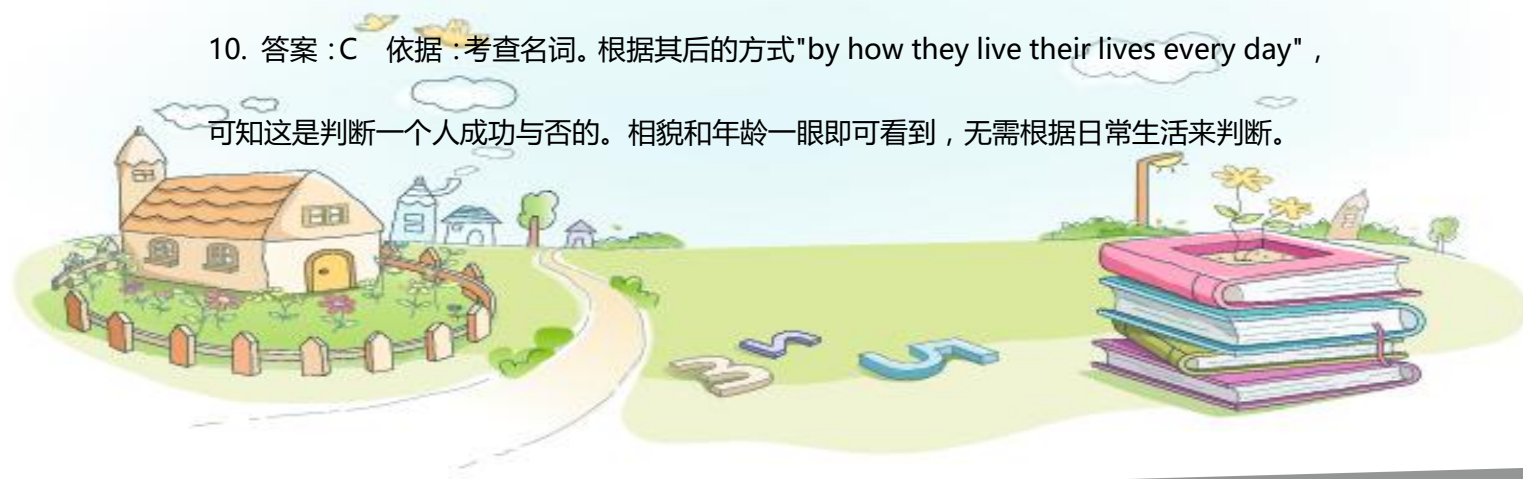 10. 答案：C 依据：考查名词。根据其后的方式"by how they live their lives every day"，
可知这是判断一个人成功与否的。相貌和年龄一眼即可看到，无需根据日常生活来判断。
3 5 5